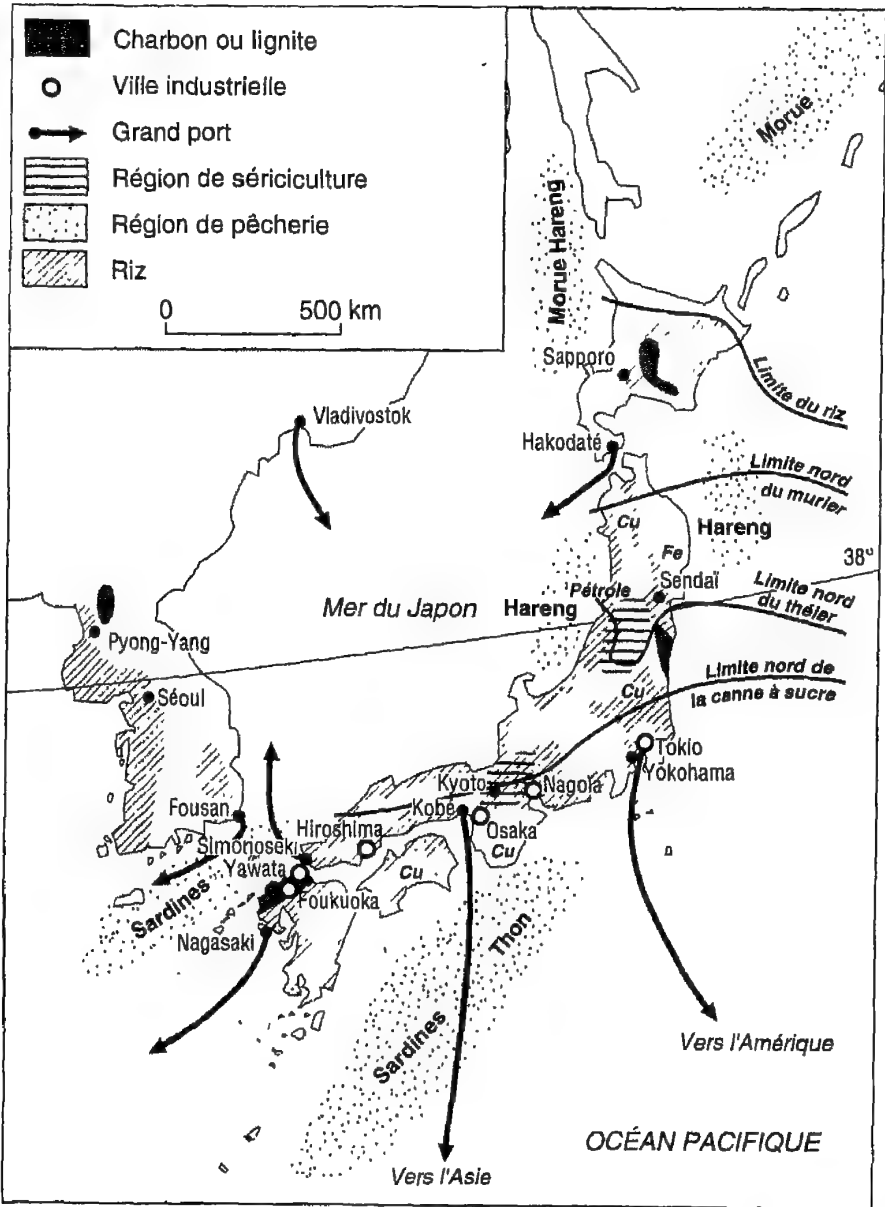 Charbon ou lignite
Ville industrielle
Grand port
Région de sériciculture
Région de pêcherie
Riz
0 500 km
Morue
Morue Hareng
Sapporo
Limite du riz
Vladivostok
Hakodaté
Limite nord
du murier
Cu
Hareng
Fe
38°
Pétrole
Sendaï
Mer du Japon
Hareng
Limite nord
du théier
Pyong-Yang
Limite nord de
la canne à sucre
Séoul
Cu
Tokio
Yokohama
Kyoto
Nagoia
Kobé
Fousan
Hiroshima
Osaka
Simonoseki
Cu
Yawata
Cu
Foukuoka
Sardines
Nagasaki
Thon
Sardines
Vers l'Amérique
OCÉAN PACIFIQUE
Vers l'Asie